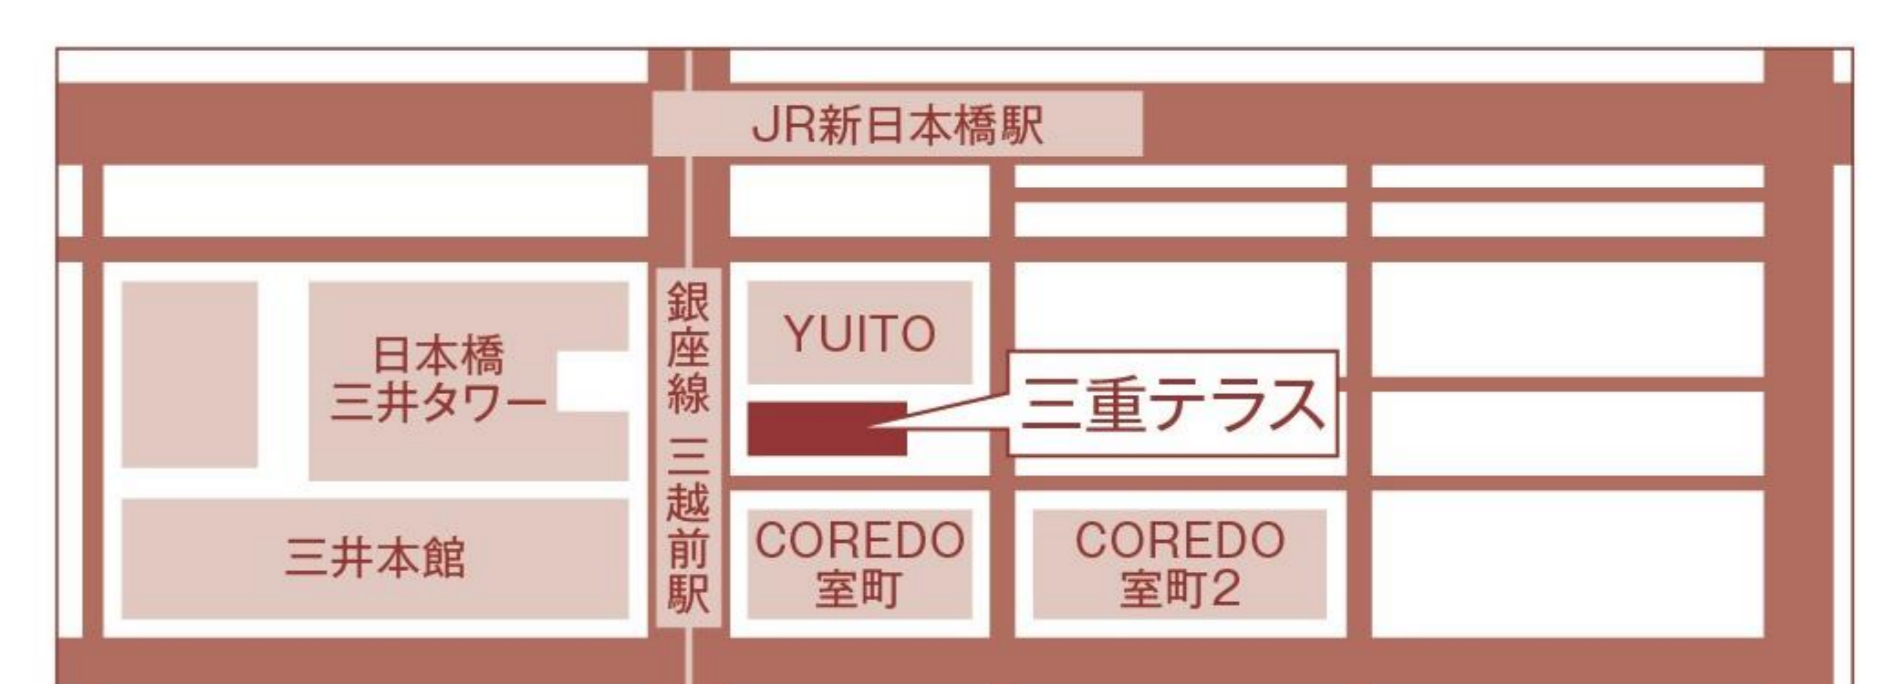 JR新日本橋駅
日本橋
三井タワー
三井本館
銀座線 三越前駅
YUITO
三重テラス
COREDO
室町
COREDO
室町2